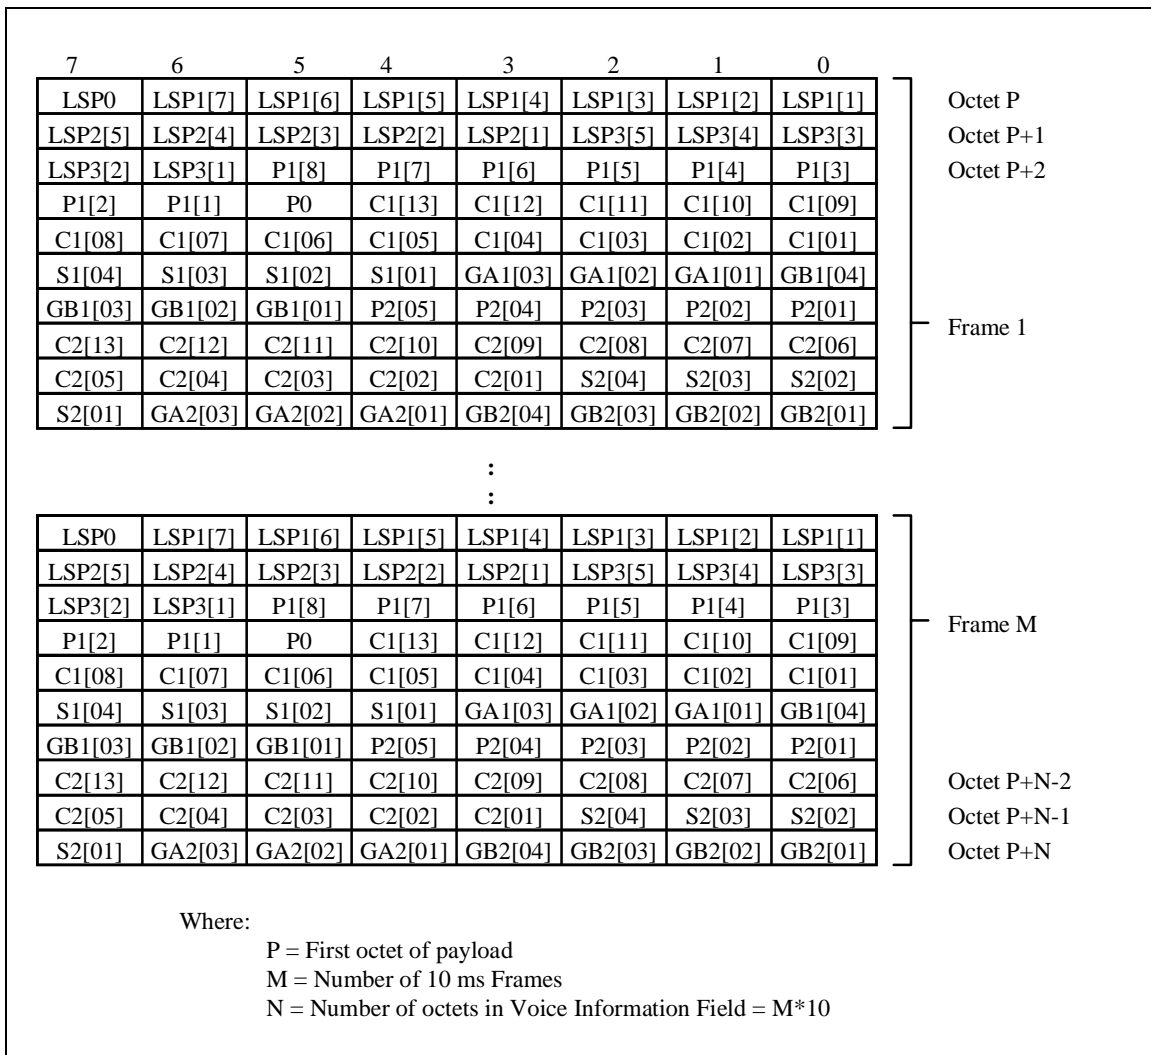 7 6 5 4 3 2 1 0
LSP0 LSP1[7] LSP1[6] LSP1[5] LSP1[4] LSP1[3] LSP1[2] LSP1[1] Octet P
LSP2[5] LSP2[4] LSP2[3] LSP2[2] LSP2[1] LSP3[5] LSP3[4] LSP3[3] Octet P+1
LSP3[2] LSP3[1] P1[8] P1[7] P1[6] P1[5] P1[4] P1[3] Octet P+2
P1[2] P1[1] P0 C1[13] C1[12] C1[11] C1[10] C1[09]
C1[08] C1[07] C1[06] C1[05] C1[04] C1[03] C1[02] C1[01]
S1[04] S1[03] S1[02] S1[01] GA1[03] GA1[02] GA1[01] GB1[04]
GB1[03] GB1[02] GB1[01] P2[05] P2[04] P2[03] P2[02] P2[01]
Frame 1
C2[13] C2[12] C2[11] C2[10] C2[09] C2[08] C2[07] C2[06]
C2[05] C2[04] C2[03] C2[02] C2[01] S2[04] S2[03] S2[02]
S2[01] GA2[03] GA2[02] GA2[01] GB2[04] GB2[03] GB2[02] GB2[01]
:
:
LSP0 LSP1[7] LSP1[6] LSP1[5] LSP1[4] LSP1[3] LSP1[2] LSP1[1]
LSP2[5] LSP2[4] LSP2[3] LSP2[2] LSP2[1] LSP3[5] LSP3[4] LSP3[3]
LSP3[2] LSP3[1] P1[8] P1[7] P1[6] P1[5] P1[4] P1[3]
Frame M
P1[2] P1[1] P0 C1[13] C1[12] C1[11] C1[10] C1[09]
C1[08] C1[07] C1[06] C1[05] C1[04] C1[03] C1[02] C1[01]
S1[04] S1[03] S1[02] S1[01] GA1[03] GA1[02] GA1[01] GB1[04]
GB1[03] GB1[02] GB1[01] P2[05] P2[04] P2[03] P2[02] P2[01]
C2[13] C2[12] C2[11] C2[10] C2[09] C2[08] C2[07] C2[06] Octet P+N-2
C2[05] C2[04] C2[03] C2[02] C2[01] S2[04] S2[03] S2[02] Octet P+N-1
S2[01] GA2[03] GA2[02] GA2[01] GB2[04] GB2[03] GB2[02] GB2[01] Octet P+N
Where:
P = First octet of payload
M = Number of 10 ms Frames
N = Number of octets in Voice Information Field = M*10